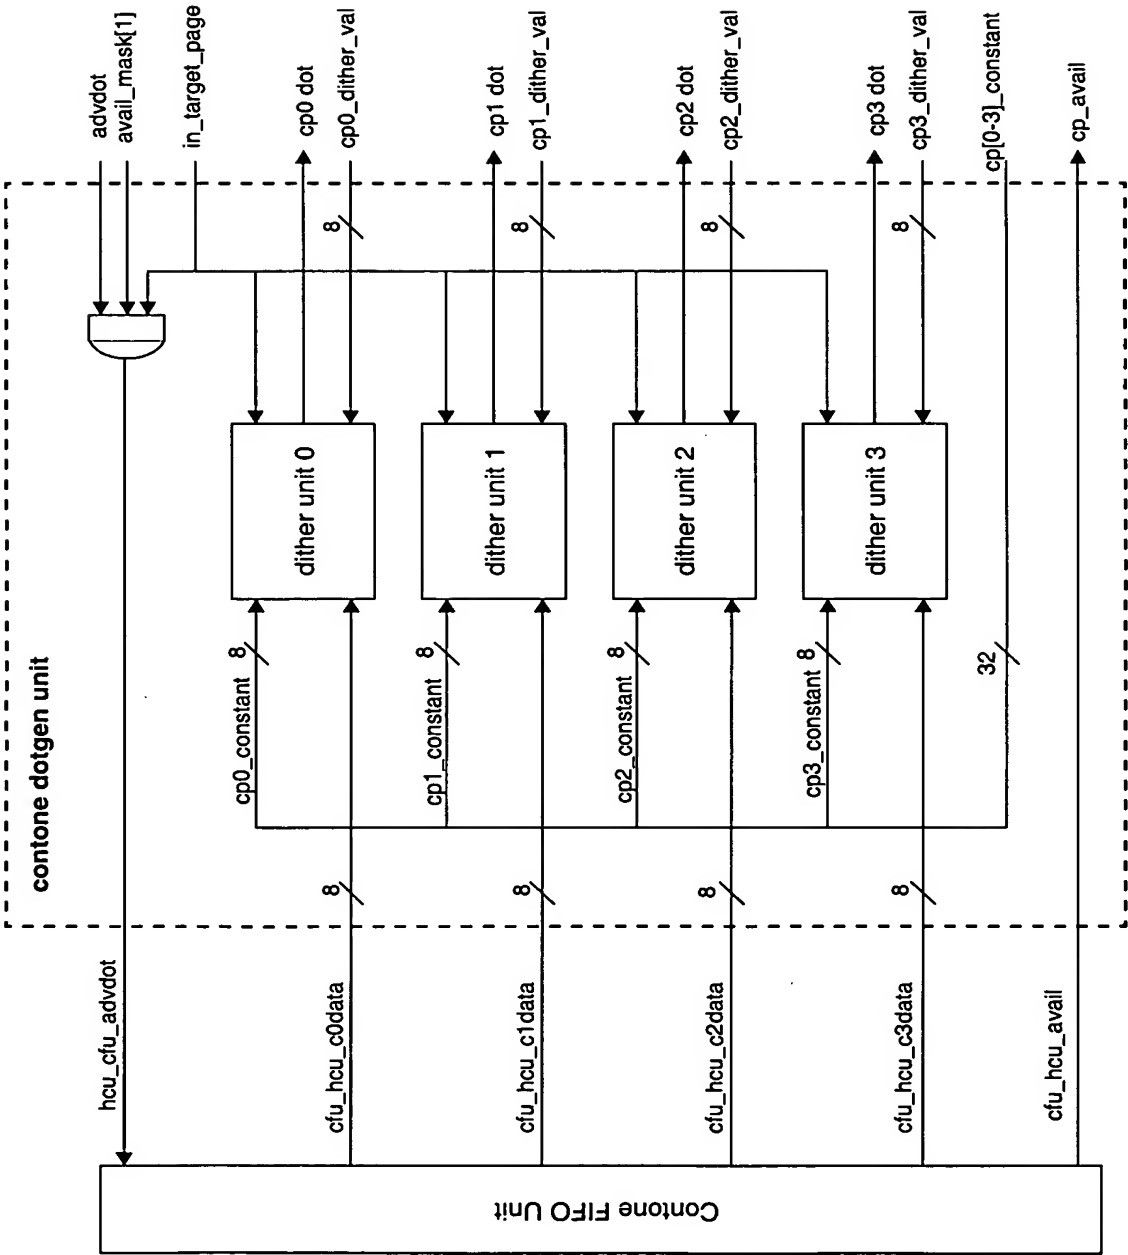 contone dotgen unit
advdot
avail_mask[1]
in_target_page
cp0 dot
cp0_dither_val
cp1 dot
cp1_dither_val
cp2 dot
cp2_dither_val
cp3 dot
cp3_dither_val
cp[0-3]_constant
cp_avail
8
8
8
8
dither unit 0
dither unit 1
dither unit 2
dither unit 3
8
8
8
8
32
cp0_constant
cp1_constant
cp2_constant
cp3_constant
8
8
8
8
hcu_cfu_advdot
cfu_hcu_c0data
cfu_hcu_c1data
cfu_hcu_c2data
cfu_hcu_c3data
cfu_hcu_avail
Contone FIFO Unit